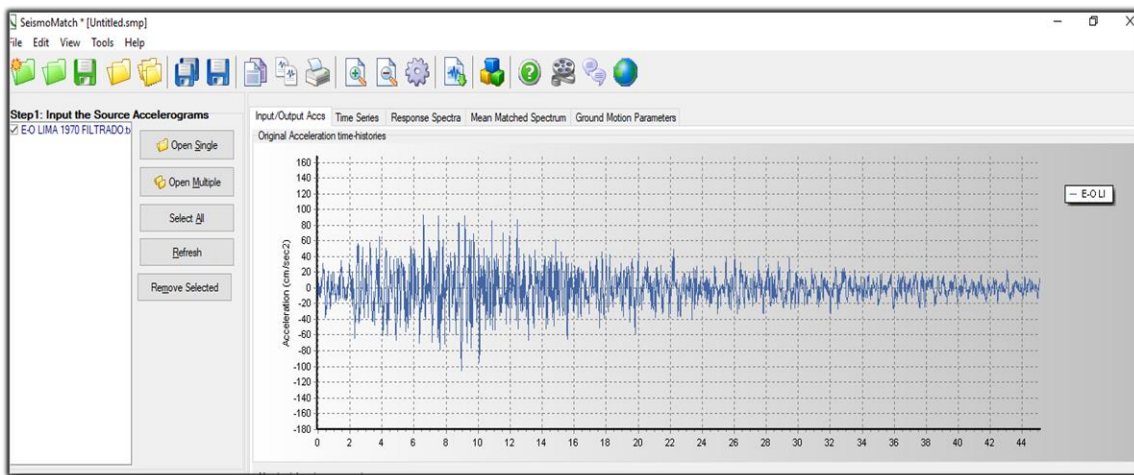 SeismoMatch * [Untitled.smp]
File Edit View Tools Help
Step1: Input the Source Accelerograms
E-O LIMA 1970 FILTRADO.b
Open Single
Open Multiple
Select All
Refresh
Remove Selected
Input/Output Accs Time Series Response Spectra Mean Matched Spectrum Ground Motion Parameters
Original Acceleration time-histories
160
140
120
100
80
60
40
20
0
-20
-40
-60
-80
-100
-120
-140
-160
-180
Acceleration (cm/sec2)
0 2 4 6 8 10 12 14 16 18 20 22 24 26 28 30 32 34 36 38 40 42 44
E-O LI